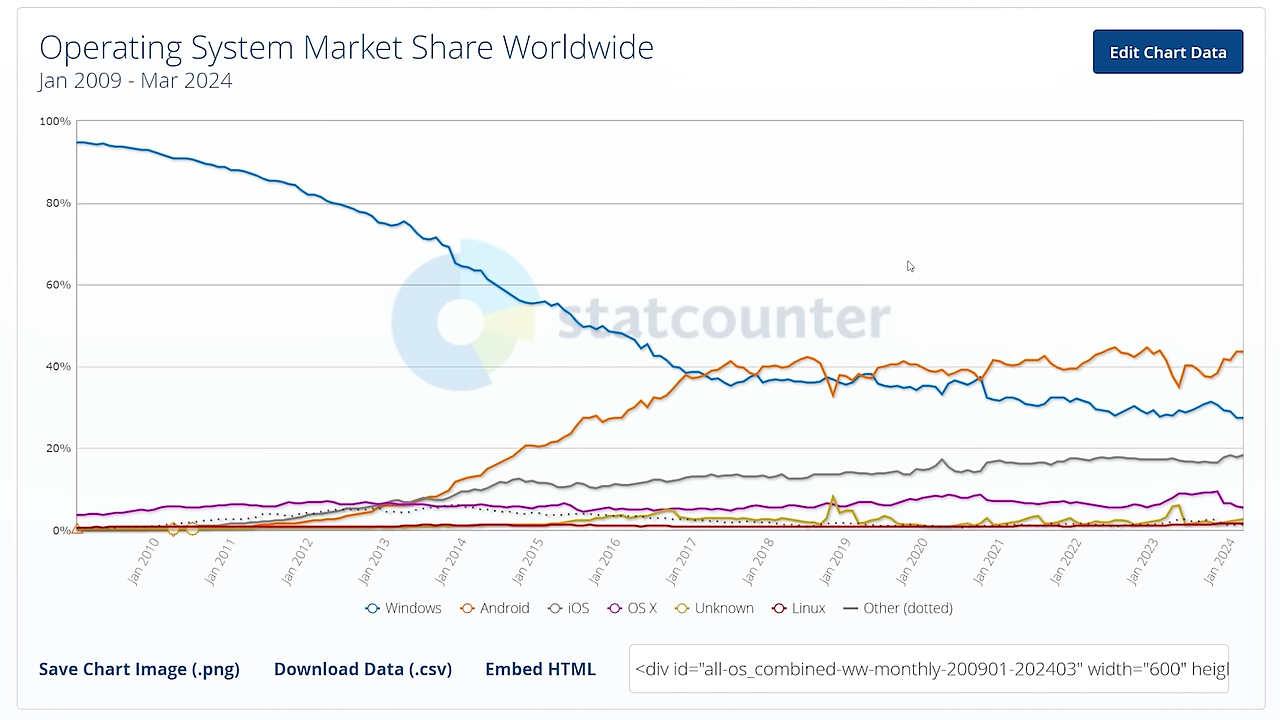 Operating System Market Share Worldwide
Jan 2009 - Mar 2024
Edit Chart Data
100%
80%
60%
40%
20%
0%
statcounter
Jan 2010
Jan 2011
Jan 2012
Jan 2013
Jan 2014
Jan 2015
Jan 2016
Jan 2017
Jan 2018
Jan 2019
Jan 2020
Jan 2021
Jan 2022
Jan 2023
Jan 2024
Windows Android iOS OS X Unknown Linux Other (dotted)
Save Chart Image (.png) Download Data (.csv) Embed HTML <div id="all-os_combined-ww-monthly-200901-202403" width="600" heigl